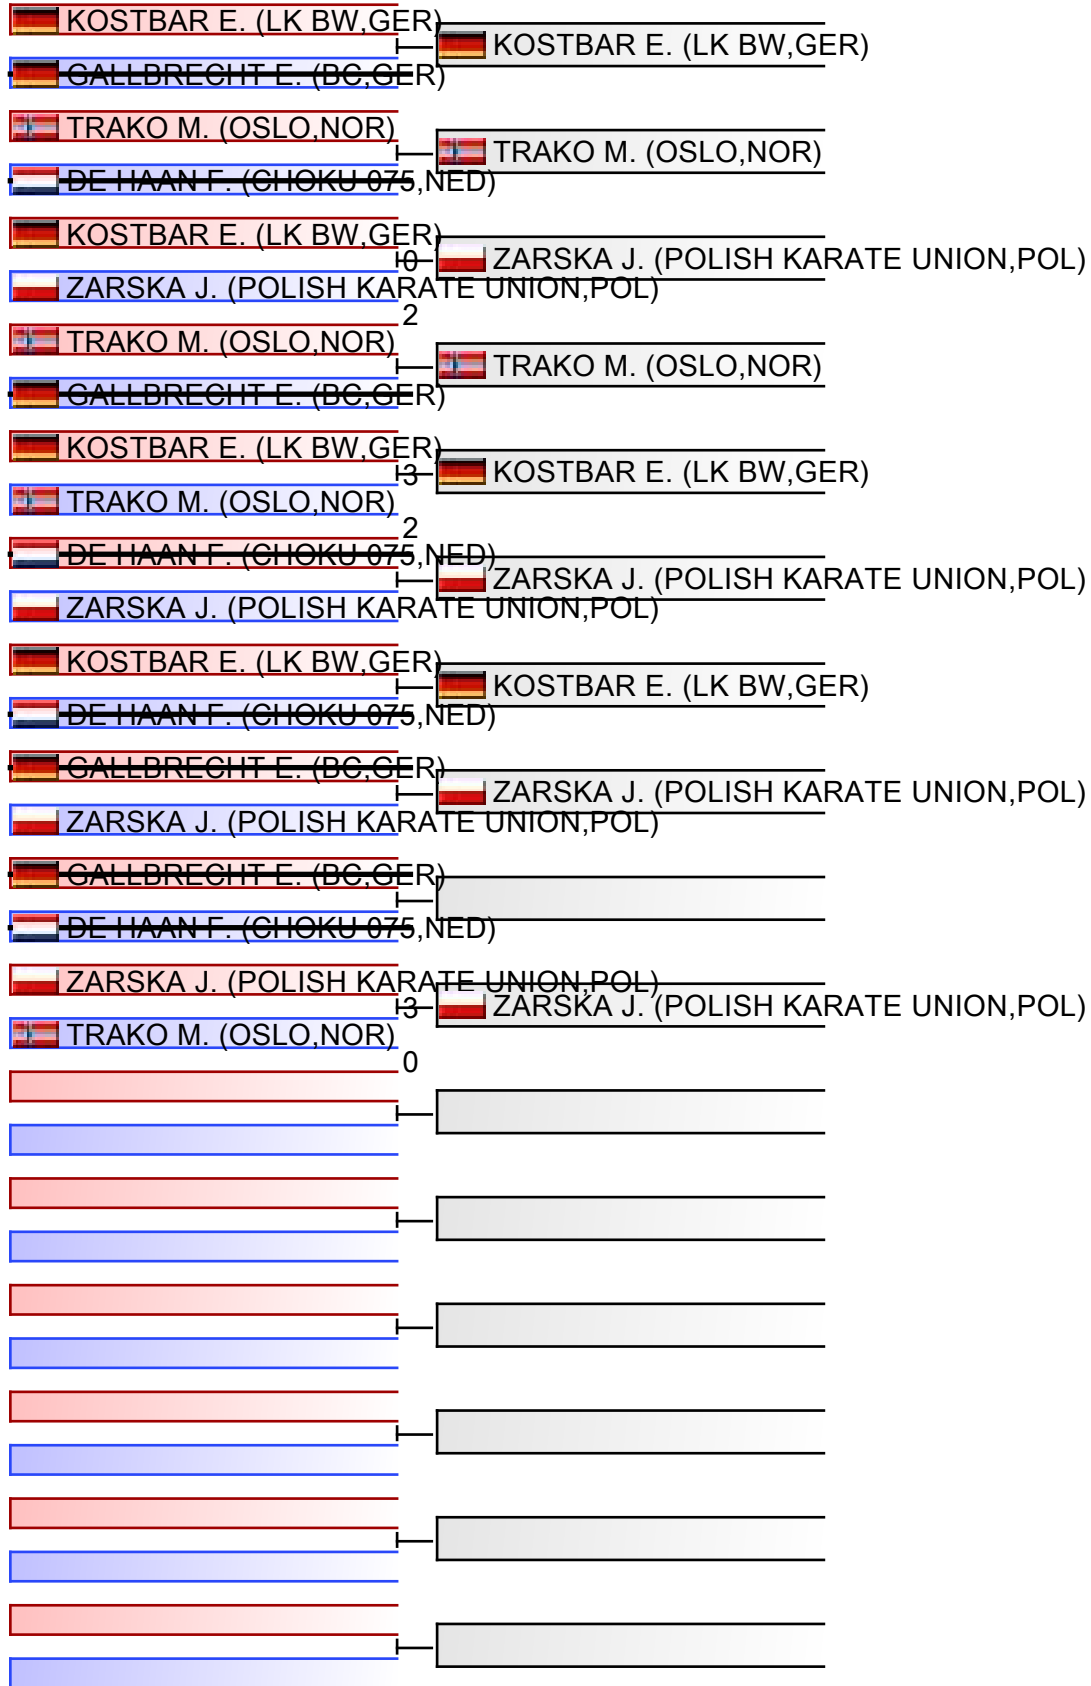 KOSTBAR E. (LK BW,GER)
KOSTBAR E. (LK BW,GER)
GALLBRECHT E. (BC,GER)
TRAKO M. (OSLO,NOR)
TRAKO M. (OSLO,NOR)
DE HAAN F. (CHOKU 075,NED)
KOSTBAR E. (LK BW,GER)
0
ZARSKA J. (POLISH KARATE UNION,POL)
ZARSKA J. (POLISH KARATE UNION,POL)
2
TRAKO M. (OSLO,NOR)
TRAKO M. (OSLO,NOR)
GALLBRECHT E. (BC,GER)
KOSTBAR E. (LK BW,GER)
3
KOSTBAR E. (LK BW,GER)
TRAKO M. (OSLO,NOR)
2
DE HAAN F. (CHOKU 075,NED)
ZARSKA J. (POLISH KARATE UNION,POL)
ZARSKA J. (POLISH KARATE UNION,POL)
KOSTBAR E. (LK BW,GER)
KOSTBAR E. (LK BW,GER)
DE HAAN F. (CHOKU 075,NED)
GALLBRECHT E. (BC,GER)
ZARSKA J. (POLISH KARATE UNION,POL)
ZARSKA J. (POLISH KARATE UNION,POL)
GALLBRECHT E. (BC,GER)
DE HAAN F. (CHOKU 075,NED)
ZARSKA J. (POLISH KARATE UNION,POL)
3
ZARSKA J. (POLISH KARATE UNION,POL)
TRAKO M. (OSLO,NOR)
0